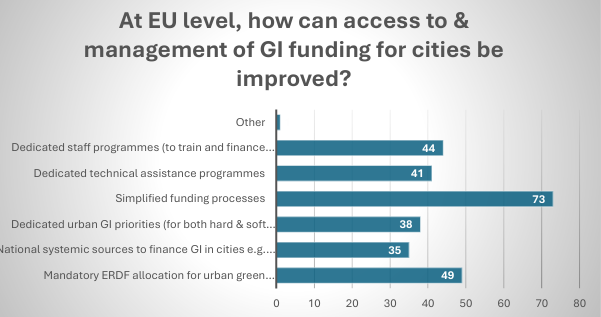 At EU level, how can access to &
management of GI funding for cities be
improved?
Other
Dedicated staff programmes (to train and finance... 44
Dedicated technical assistance programmes 41
Simplified funding processes 73
Dedicated urban GI priorities (for both hard & soft... 38
National systemic sources to finance GI in cities e.g.... 35
Mandatory ERDF allocation for urban green... 49
0 10 20 30 40 50 60 70 80